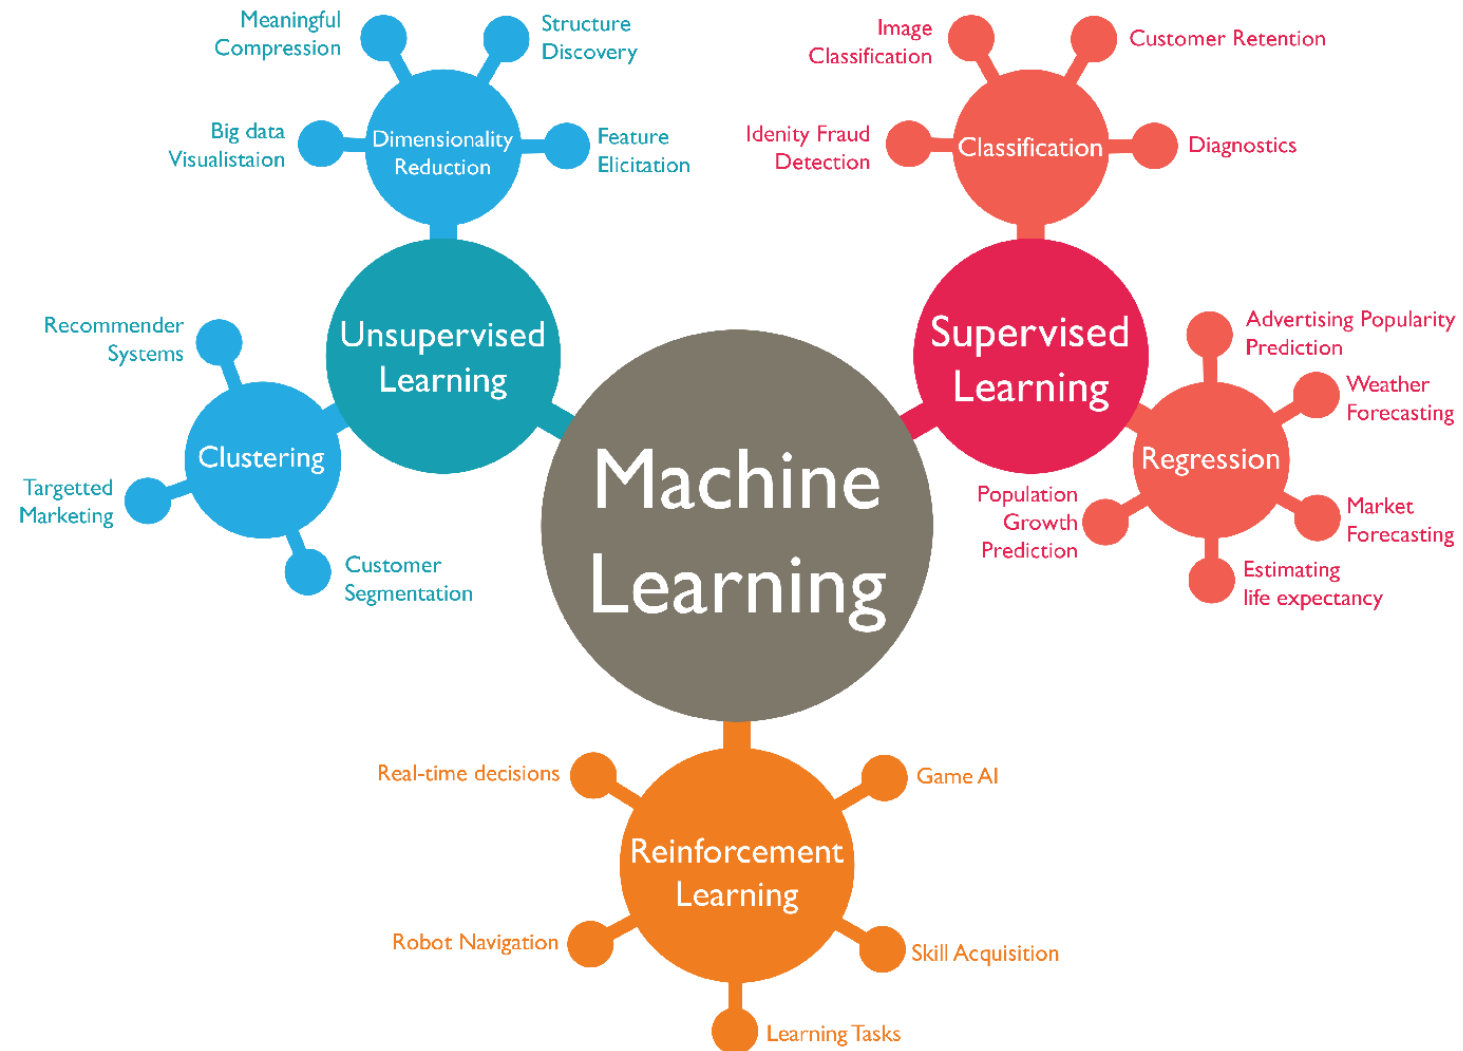 Meaningful
Compression
Structure
Discovery
Big data
Visualistaion
Dimensionality
Reduction
Feature
Elicitation
Image
Classification
Customer Retention
Idenity Fraud
Detection
Classification
Diagnostics
Recommender
Systems
Unsupervised
Learning
Clustering
Targetted
Marketing
Customer
Segmentation
Supervised
Learning
Advertising Popularity
Prediction
Weather
Forecasting
Regression
Population
Growth
Prediction
Market
Forecasting
Estimating
life expectancy
Machine
Learning
Real-time decisions
Game AI
Reinforcement
Learning
Robot Navigation
Skill Acquisition
Learning Tasks